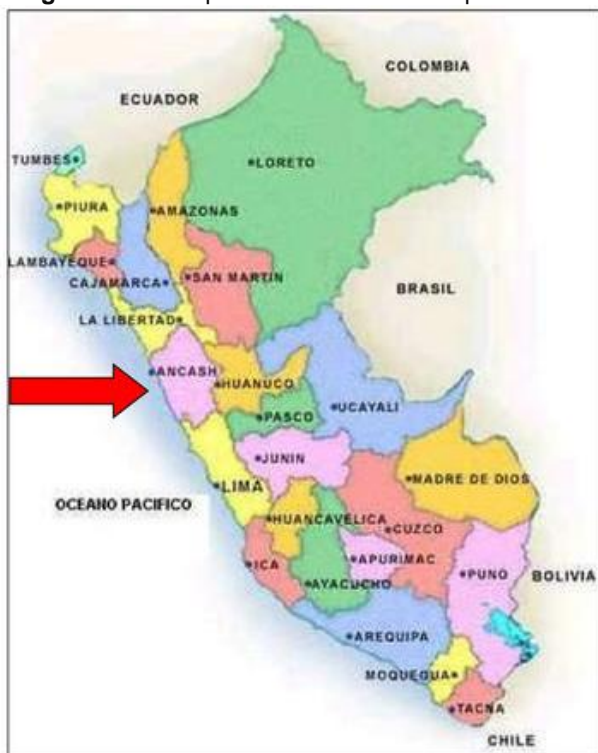 COLOMBIA
ECUADOR
TUMBES
LORETO
PIURA
AMAZONAS
LAMBAYEQUE
SAN MARTIN
CAJAMARCA
BRASIL
LA LIBERTAD
ANCASH
HUANUCO
UCAYALI
PASCO
JUNIN
MADRE DE DIOS
LIMA
OCEANO PACIFICO
HUANCAVELICA
CUZCO
ICA
APURIMAC
PUNO
BOLIVIA
AYACUCHO
AREQUIPA
MOQUEGUA
TACNA
CHILE